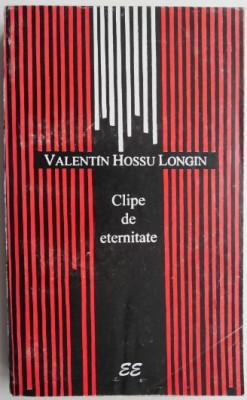 VALENTIN HOSSU LONGIN
Clipe
de
eternitate
EE